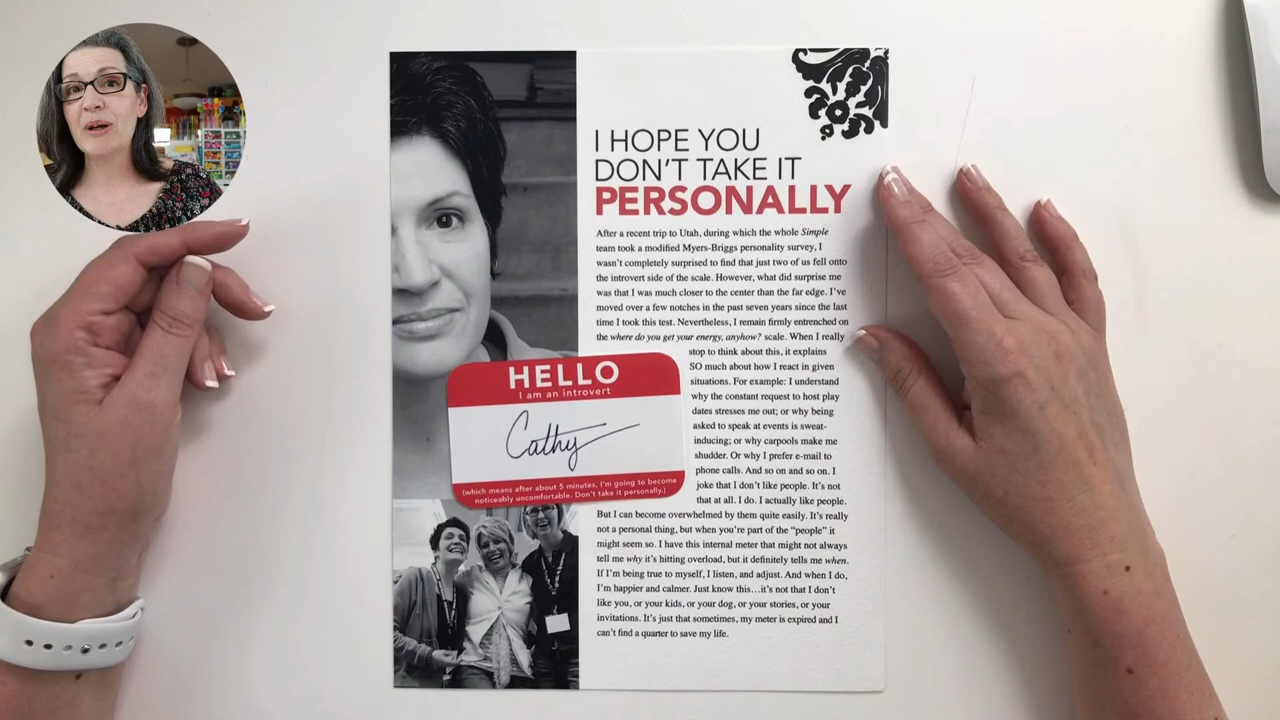 I HOPE YOU
DON'T TAKE IT
PERSONALLY
After a recent trip to Utah, during which the whole Simple
team took a modified Myers-Briggs personality survey, I
wasn't completely surprised to find that just two of us fell onto
the introvert side of the scale. However, what did surprise me
was that I was much closer to the center than the far edge. I've
moved over a few notches in the past seven years since the last
time I took this test. Nevertheless, I remain firmly entrenched on
the where do you get your energy, anyhow? scale. When I really
stop to think about this, it explains
SO much about how I react in given
situations. For example: I understand
why the constant request to host play
dates stresses me out; or why being
asked to speak at events is sweat-
inducing; or why carpools make me
shudder. Or why I prefer e-mail to
phone calls. And so on and so on. I
joke that I don't like people. It's not
that at all. I do. I actually like people.
But I can become overwhelmed by them quite easily. It's really
not a personal thing, but when you're part of the "people" it
might seem so. I have this internal meter that might not always
tell me why it's hitting overload, but it definitely tells me when.
If I'm being true to myself, I listen, and adjust. And when I do,
I'm happier and calmer. Just know this…it's not that I don't
like you, or your kids, or your dog, or your stories, or your
invitations. It's just that sometimes, my meter is expired and I
can't find a quarter to save my life.
HELLO
I am an introvert
Cathy
(which means after about 5 minutes, I'm going to become
noticeably uncomfortable. Don't take it personally.)